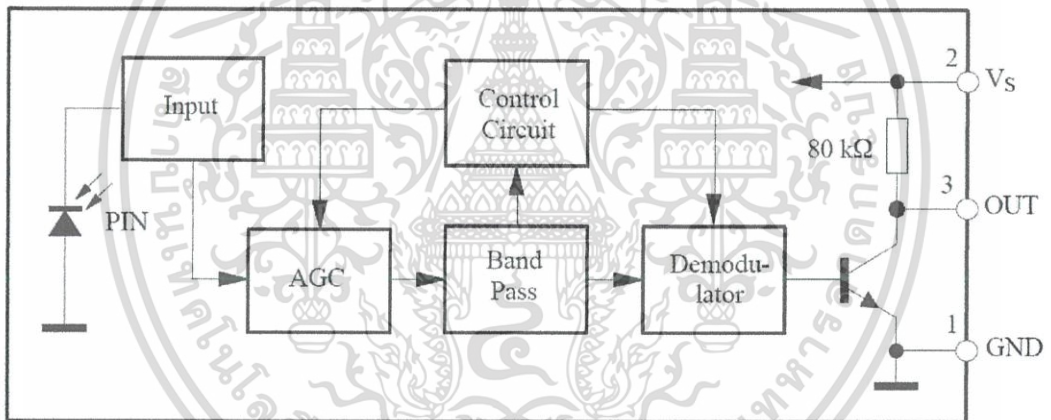 Input
Control
Circuit
2
VS
80 kΩ
3
OUT
PIN
AGC
Band
Pass
Demodu-
lator
1
GND